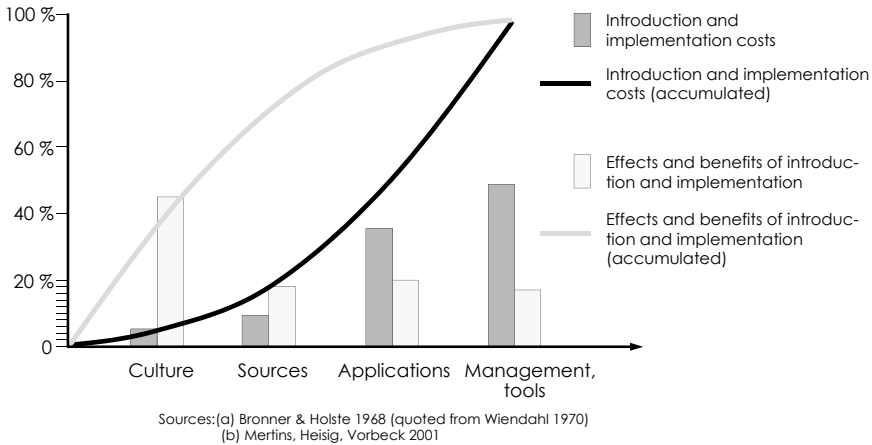 100 %
80 %
60 %
40 %
20 %
0
Culture
Sources
Applications
Management,
tools
Introduction and
implementation costs
Introduction and implementation
costs (accumulated)
Effects and benefits of introduc-
tion and implementation
Effects and benefits of introduc-
tion and implementation
(accumulated)
Sources:(a) Bronner & Holste 1968 (quoted from Wiendahl 1970)
(b) Mertins, Heisig, Vorbeck 2001